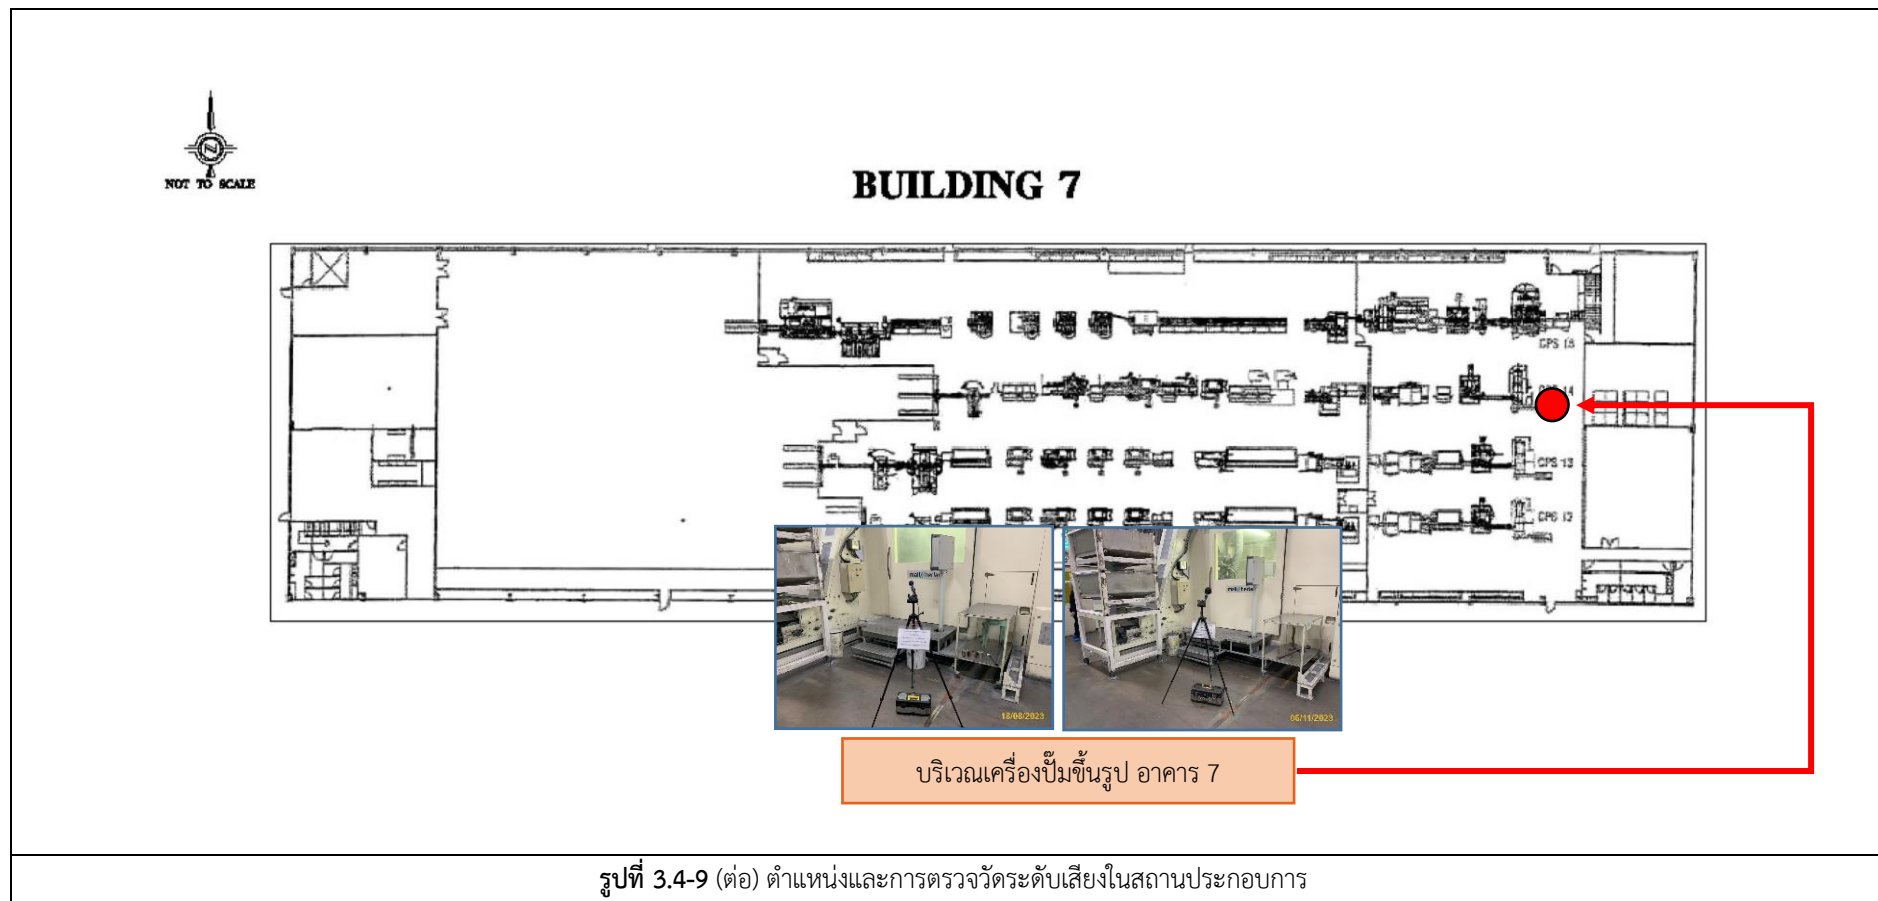 NOT TO SCALE
BUILDING 7
GPS 14
GPS 13
GPS 12
18/08/2023
06/11/2023
บริเวณเครื่องปั๊มขึ้นรูป อาคาร 7
รูปที่ 3.4-9 (ต่อ) ตำแหน่งและการตรวจวัดระดับเสียงในสถานประกอบการ